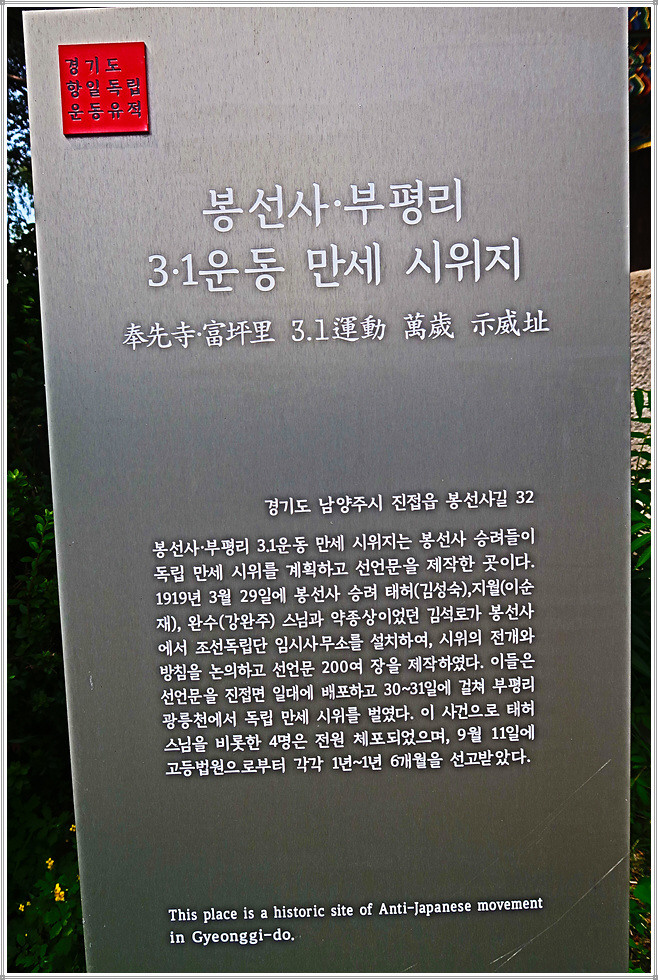 경기도
항일독립
운동유적
봉선사·부평리
3·1운동 만세 시위지
奉先寺·富坪里 3.1運動 萬歲 示威址
경기도 남양주시 진접읍 봉선사길 32
봉선사·부평리 3.1운동 만세 시위지는 봉선사 승려들이
독립 만세 시위를 계획하고 선언문을 제작한 곳이다.
1919년 3월 29일에 봉선사 승려 태허(김성숙),지월(이순
재), 완수(강완주) 스님과 약종상이었던 김석로가 봉선사
에서 조선독립단 임시사무소를 설치하여, 시위의 전개와
방침을 논의하고 선언문 200여 장을 제작하였다. 이들은
선언문을 진접면 일대에 배포하고 30~31일에 걸쳐 부평리
광릉천에서 독립 만세 시위를 벌였다. 이 사건으로 태허
스님을 비롯한 4명은 전원 체포되었으며, 9월 11일에
고등법원으로부터 각각 1년~1년 6개월을 선고받았다.
This place is a historic site of Anti-Japanese movement
in Gyeonggi-do.